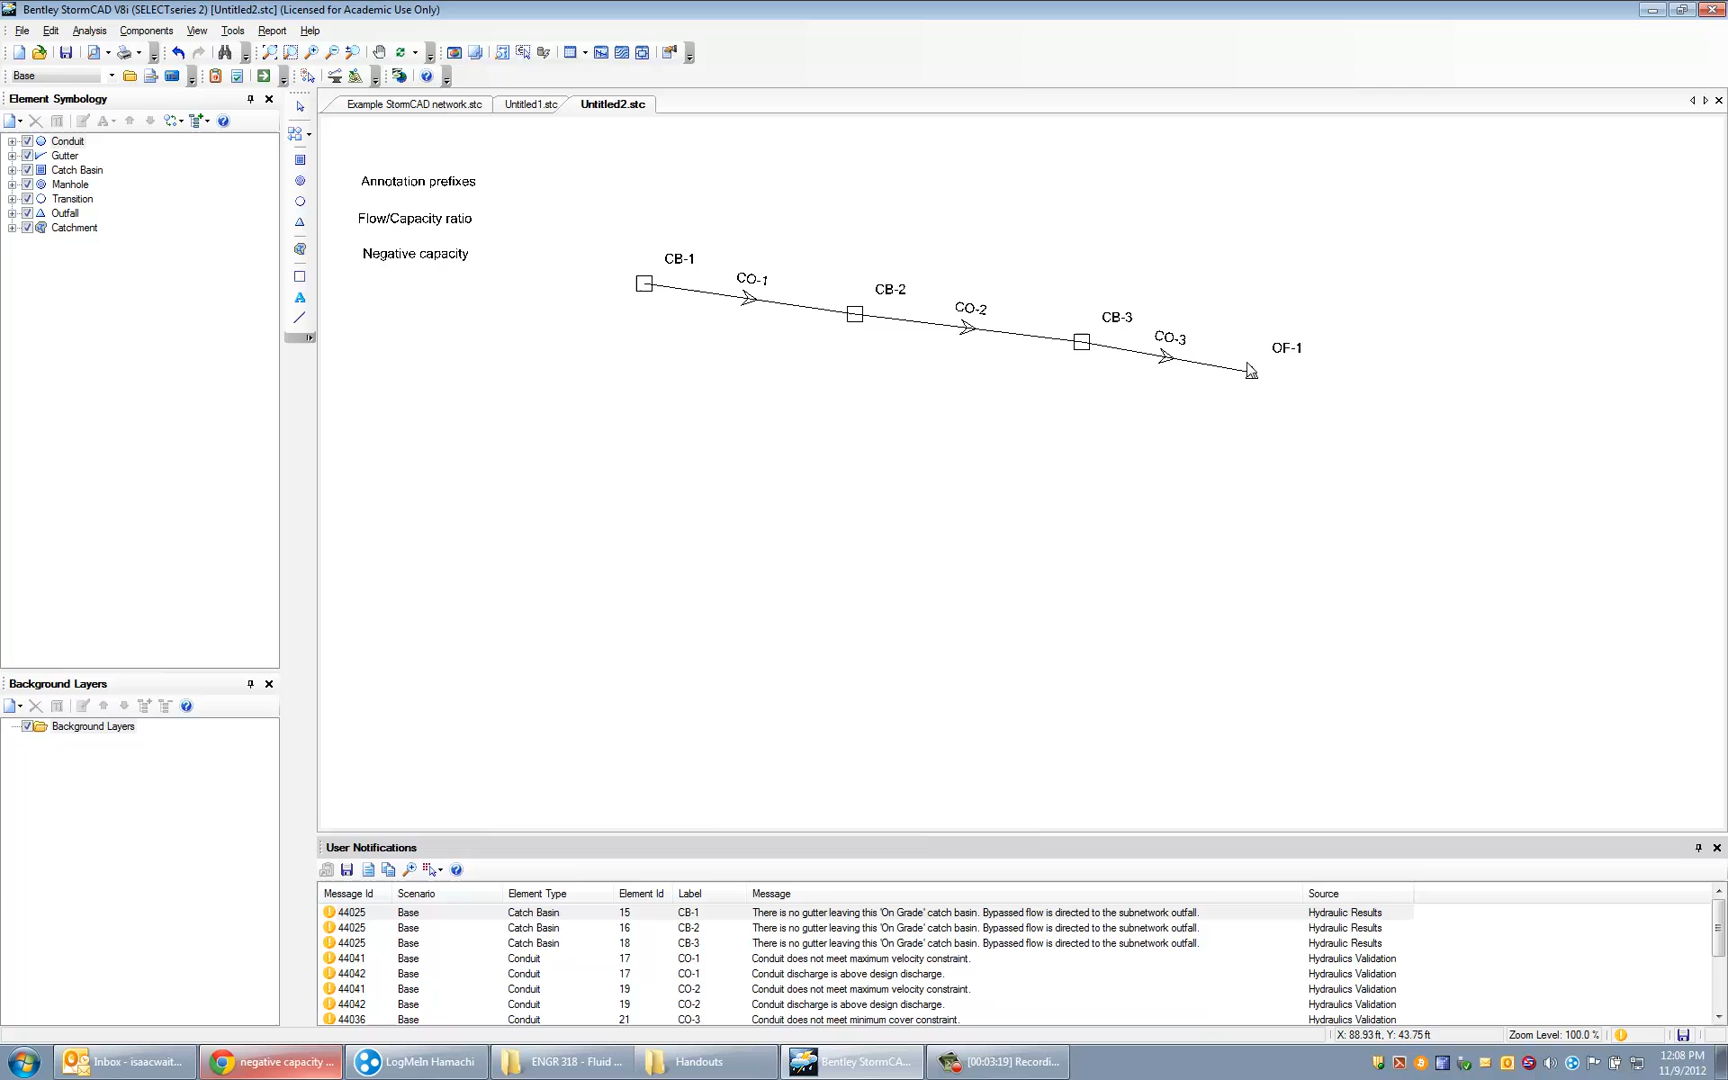 Bentley StormCAD V8i (SELECTseries 2) [Untitled2.stc] (Licensed for Academic Use Only)
File Edit Analysis Components View Tools Report Help
Base
Element Symbology
Example StormCAD network.stc Untitled1.stc Untitled2.stc
Conduit
Gutter
Catch Basin
Manhole
Transition
Outfall
Catchment
Annotation prefixes
Flow/Capacity ratio
Negative capacity
CB-1
CO-1
CB-2
CO-2
CB-3
CO-3
OF-1
Background Layers
Background Layers
User Notifications
Message Id Scenario Element Type Element Id Label Message Source
44025 Base Catch Basin 15 CB-1 There is no gutter leaving this 'On Grade' catch basin. Bypassed flow is directed to the subnetwork outfall. Hydraulic Results
44025 Base Catch Basin 16 CB-2 There is no gutter leaving this 'On Grade' catch basin. Bypassed flow is directed to the subnetwork outfall. Hydraulic Results
44025 Base Catch Basin 18 CB-3 There is no gutter leaving this 'On Grade' catch basin. Bypassed flow is directed to the subnetwork outfall. Hydraulic Results
44041 Base Conduit 17 CO-1 Conduit does not meet maximum velocity constraint. Hydraulics Validation
44042 Base Conduit 17 CO-1 Conduit discharge is above design discharge. Hydraulics Validation
44041 Base Conduit 19 CO-2 Conduit does not meet maximum velocity constraint. Hydraulics Validation
44042 Base Conduit 19 CO-2 Conduit discharge is above design discharge. Hydraulics Validation
44036 Base Conduit 21 CO-3 Conduit does not meet minimum cover constraint. Hydraulics Validation
X: 88.93 ft, Y: 43.75 ft Zoom Level: 100.0 %
Inbox - isaacwait... negative capacity ... LogMeIn Hamachi ENGR 318 - Fluid ... Handouts Bentley StormCA... [00:03:19] Recordi...
12:08 PM
11/9/2012